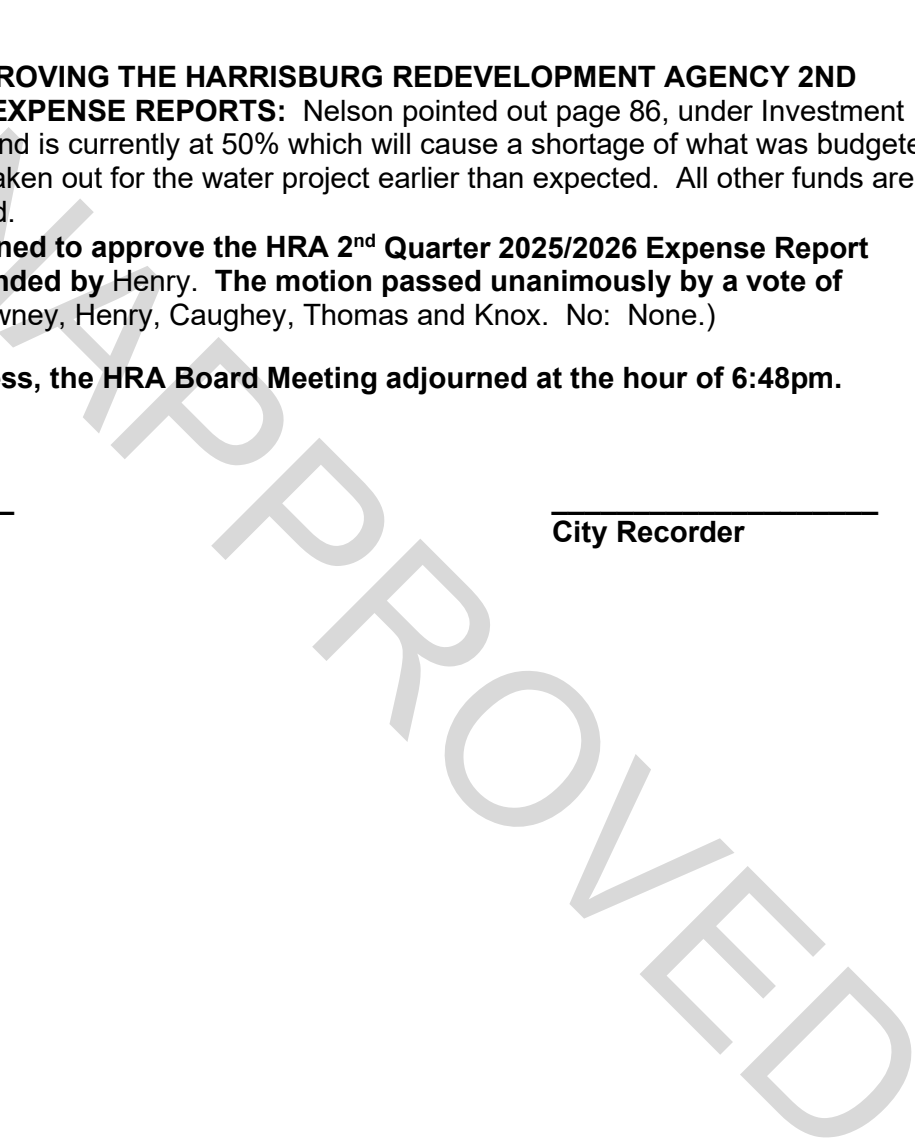 ROVING THE HARRISBURG REDEVELOPMENT AGENCY 2ND
EXPENSE REPORTS: Nelson pointed out page 86, under Investment
nd is currently at 50% which will cause a shortage of what was budgete
aken out for the water project earlier than expected. All other funds are
d.
ned to approve the HRA 2nd Quarter 2025/2026 Expense Report
nded by Henry. The motion passed unanimously by a vote of
wney, Henry, Caughey, Thomas and Knox. No: None.)
ss, the HRA Board Meeting adjourned at the hour of 6:48pm.
City Recorder
APPROVED